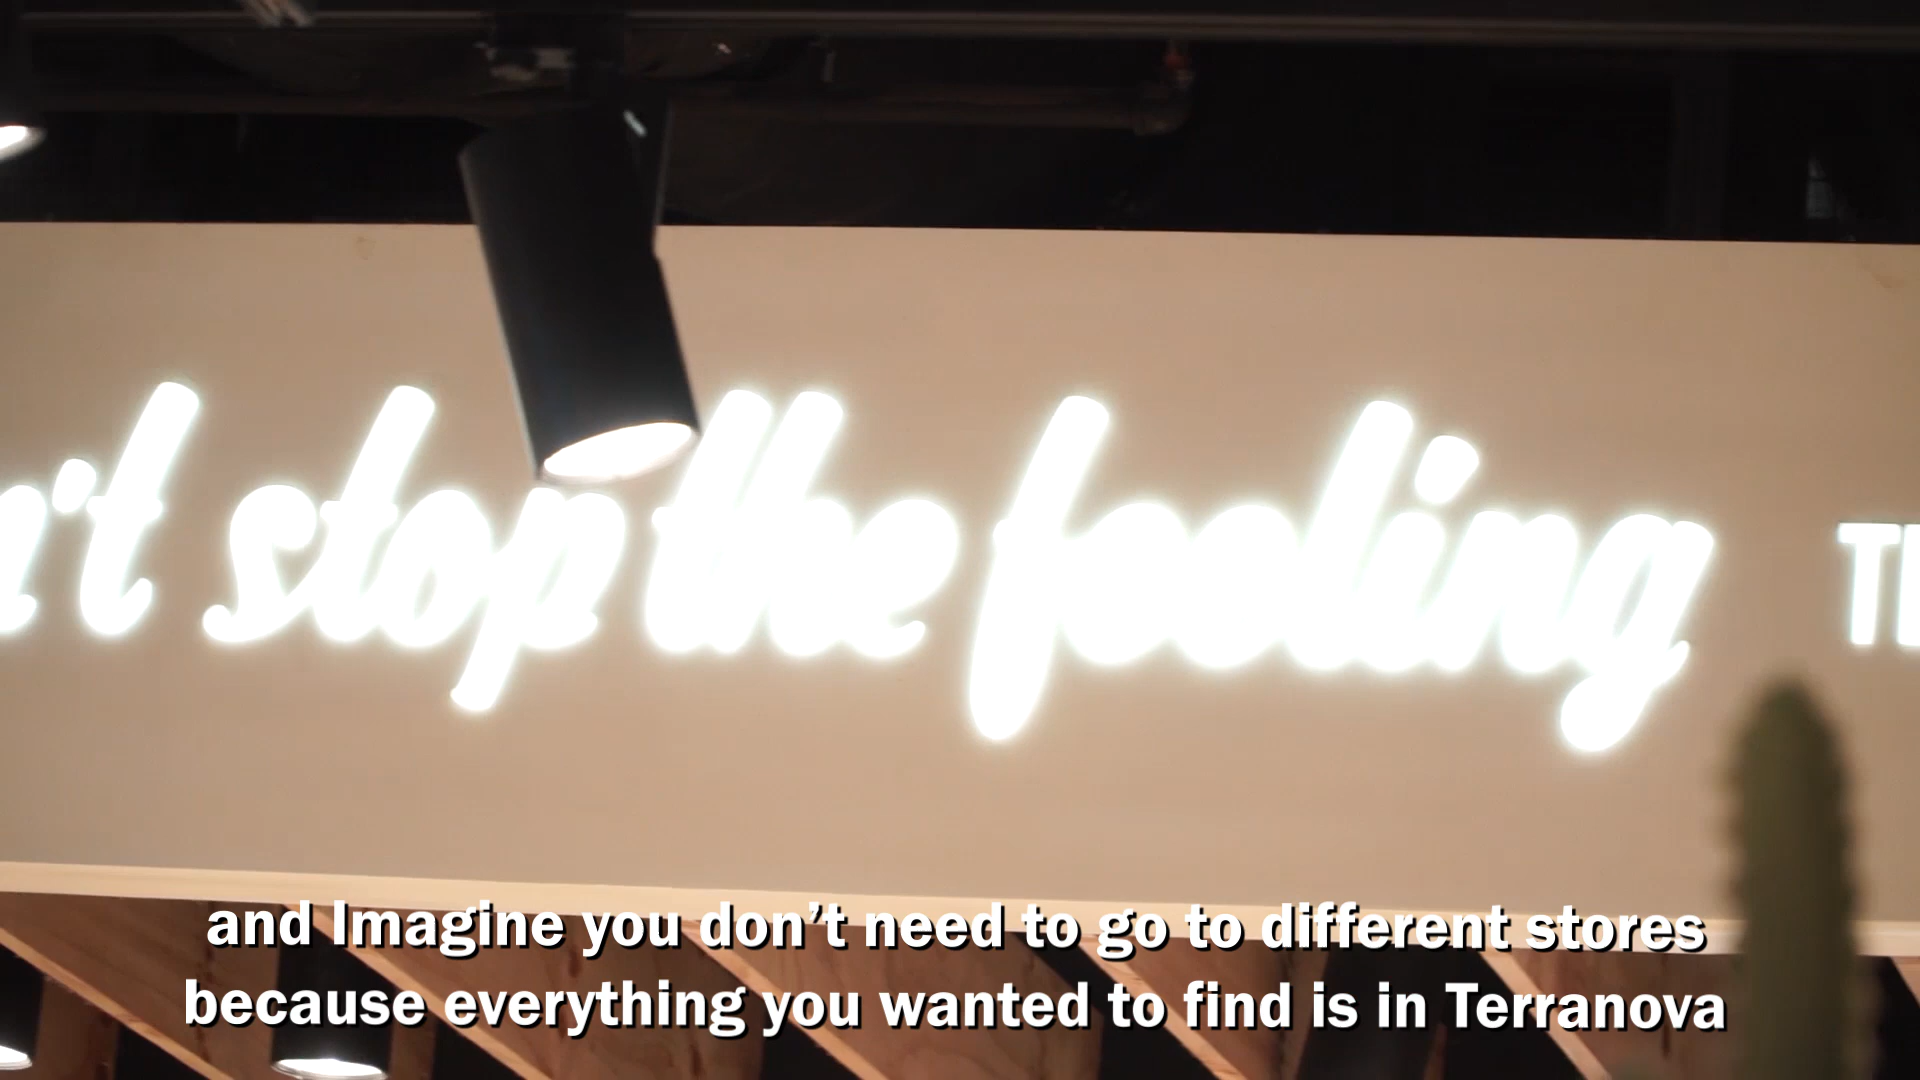 n't stop the feeling
and Imagine you don't need to go to different stores
because everything you wanted to find is in Terranova